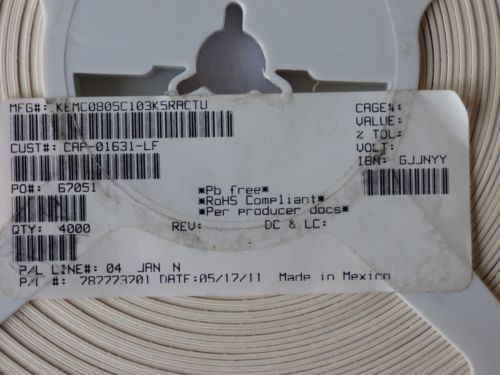 MFG#: KEMC0805C103K5RACTU
CUST#: CAP-01631-LF
PO#: 67051
QTY: 4000
CAGE#:
VALUE:
% TOL:
VOLT:
IBN: GJJNYY
*Pb free*
*RoHS Compliant*
*Per producer docs*
REV: DC & LC:
P/L LINE#: 04 JAN N
P/L #: 787773701 DATE:05/17/11 Made in Mexico